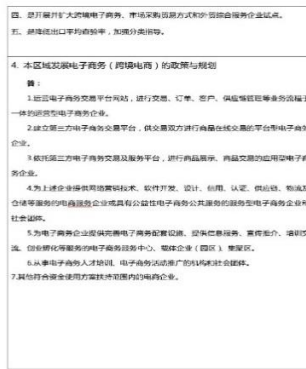 四、是开展并扩大跨境电子商务、市场采购贸易方式和外贸综合服务企业试点。
五、是降低出口平均查验率，加强分类指导。
4. 本区域发展电子商务（跨境电商）的政策与规划
答：
1.运营电子商务交易平台网站，进行交易、订单、客户、供应链管理等业务流程于
一体的运营型电子商务企业。
2.建立第三方电子商务交易平台，供交易双方进行商品在线交易的平台型电子商务
企业。
3.依托第三方电子商务交易及服务平台，进行商品展示、商品交易的应用型电子商
务企业。
4.为上述企业提供网络营销技术、软件开发、设计、信用、认证、供应链、物流及
仓储等服务的电商服务企业或具有公益性电子商务公共服务的服务型电子商务企业和
社会团体。
5.为电子商务企业提供完善电子商务配套设施、提供信息服务、宣传推介、培训交
流、创业孵化等服务的电子商务服务中心、载体企业（园区）、集聚区。
6.从事电子商务人才培训、电子商务活动推广的机构和社会团体。
7.其他符合资金使用方案扶持范围内的电商企业。